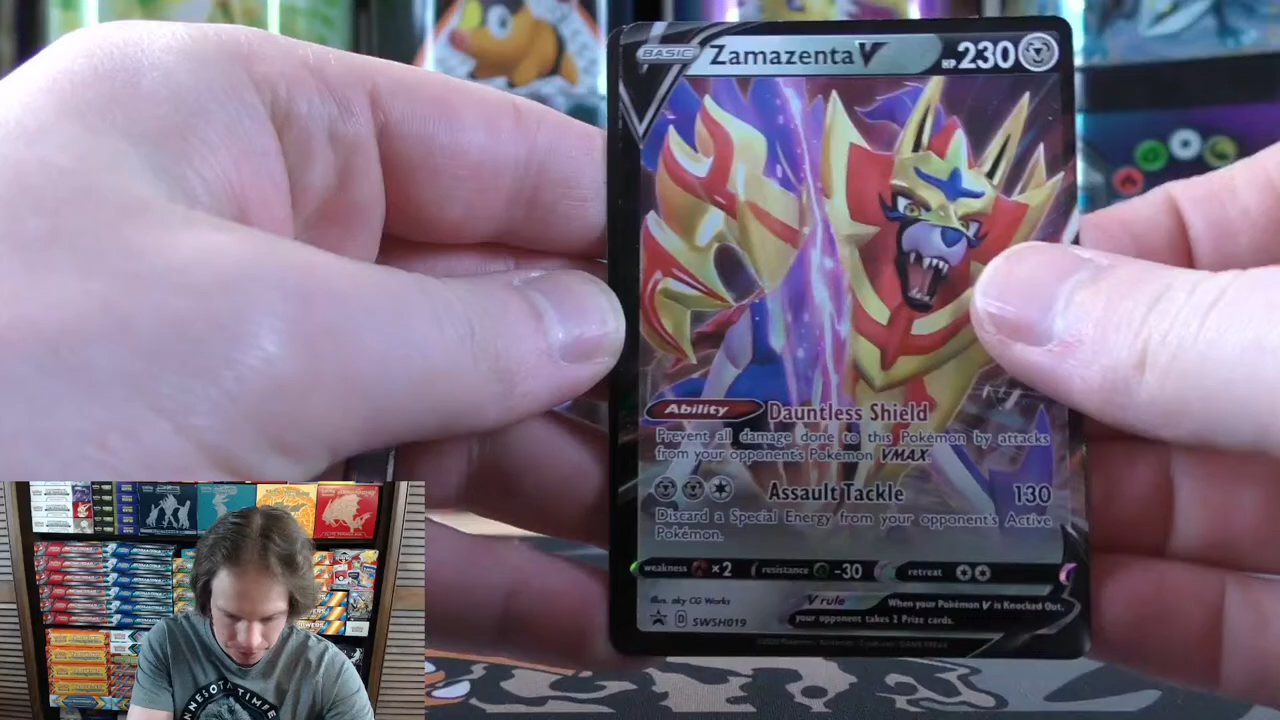 BASIC Zamazenta V HP 230
Ability Dauntless Shield
Prevent all damage done to this Pokémon by attacks
from your opponent's Pokémon VMAX.
Assault Tackle 130
Discard a Special Energy from your opponent's Active
Pokémon.
weakness ×2 resistance -30 retreat
Illus. aky CG Works
V rule When your Pokémon V is Knocked Out,
your opponent takes 2 Prize cards.
D SWSH019